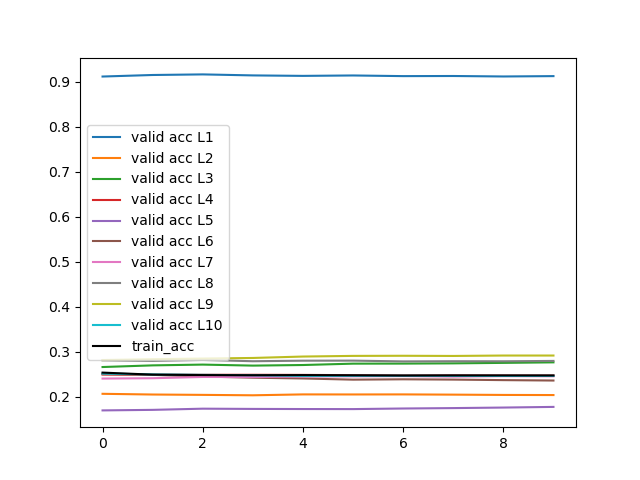 0.9
0.8
0.7
0.6
0.5
0.4
0.3
0.2
valid acc L1
valid acc L2
valid acc L3
valid acc L4
valid acc L5
valid acc L6
valid acc L7
valid acc L8
valid acc L9
valid acc L10
train_acc
0 2 4 6 8